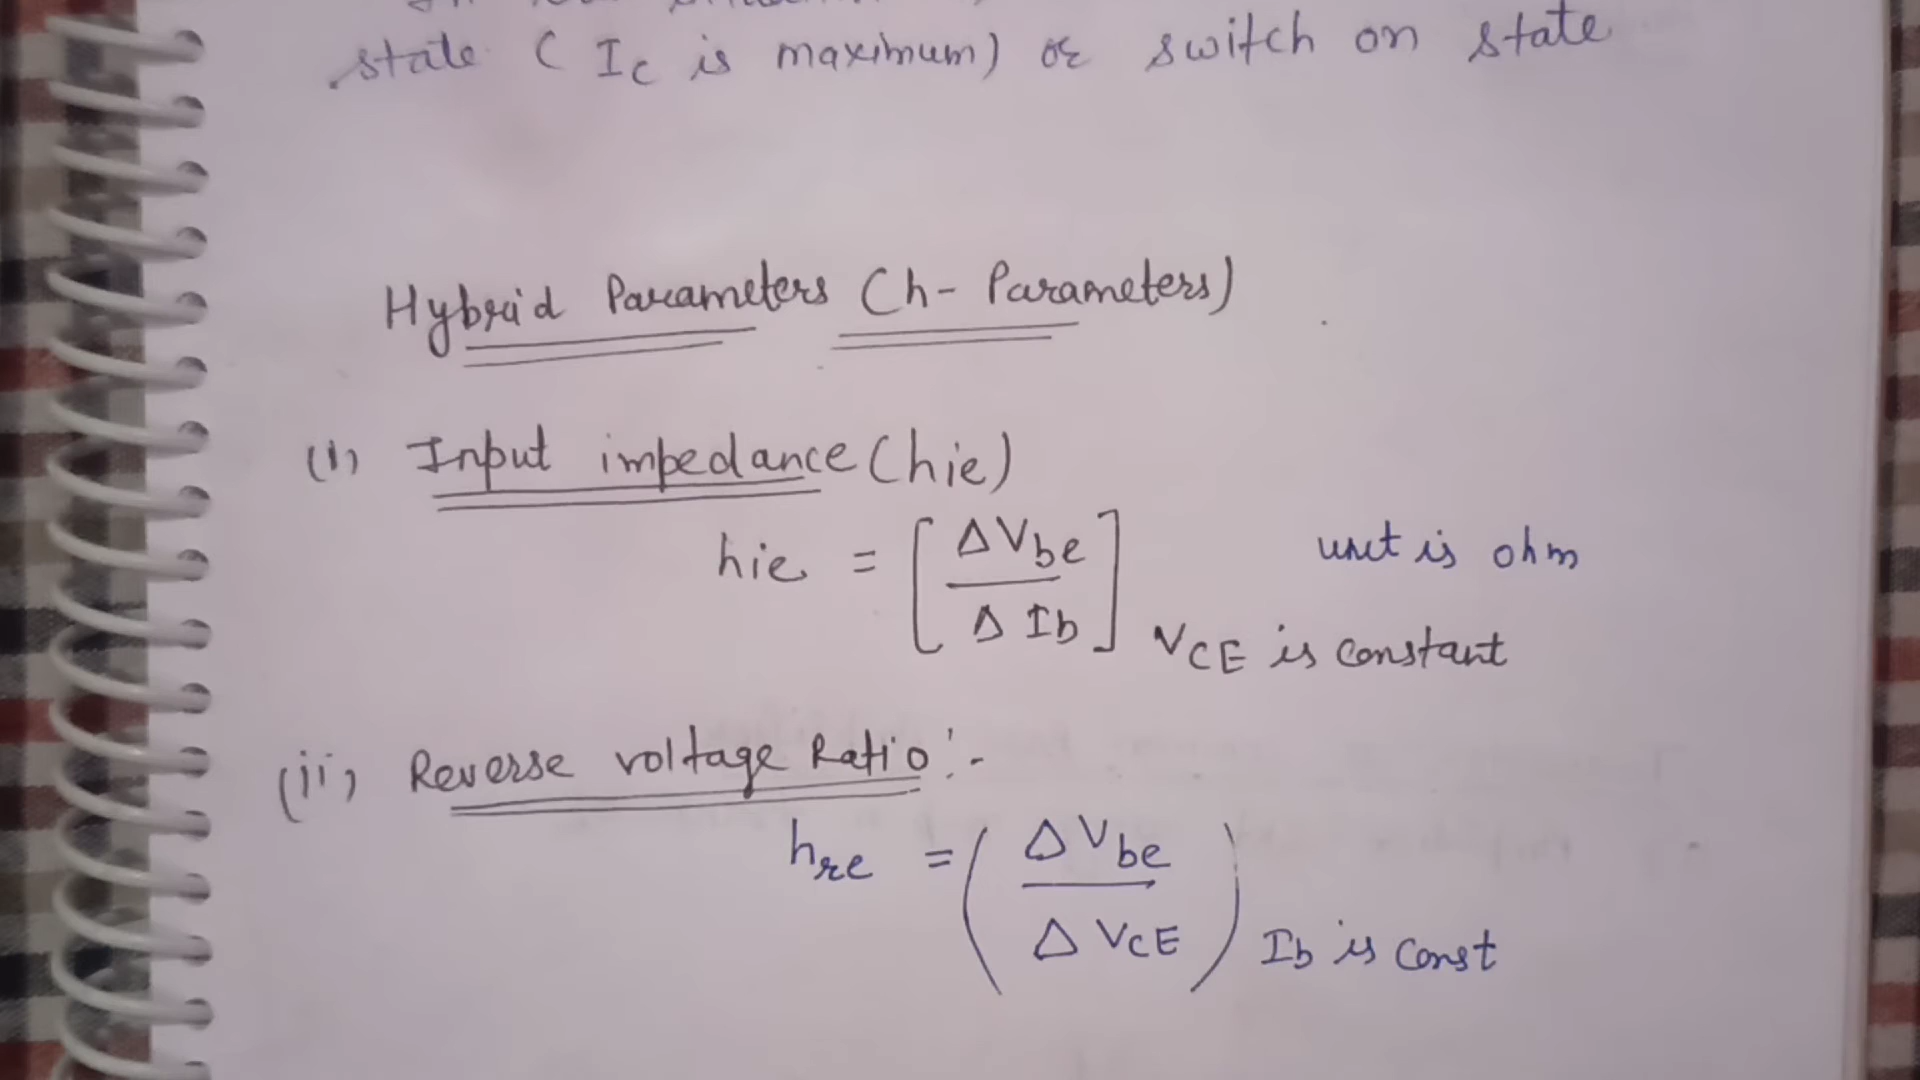 state ( Ic is maximum) or switch on state
Hybrid Parameters (h- Parameters)
(i) Input impedance (hie)
hie = [ΔVbe / ΔIb] VCE is constant
unit is ohm
(ii) Reverse voltage Ratio :-
hre = (ΔVbe / ΔVCE) Ib is const